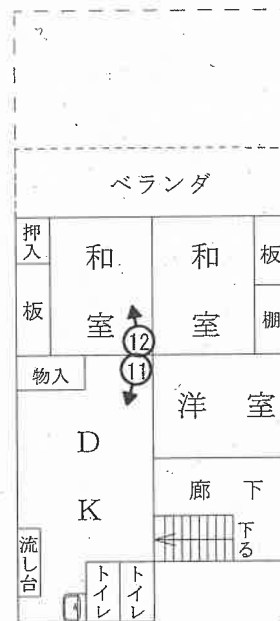 ベランダ
押入
和室
和室
板
板
棚
⑫
⑪
物入
洋室
DK
廊下
下る
流し台
トイレ
トイレ